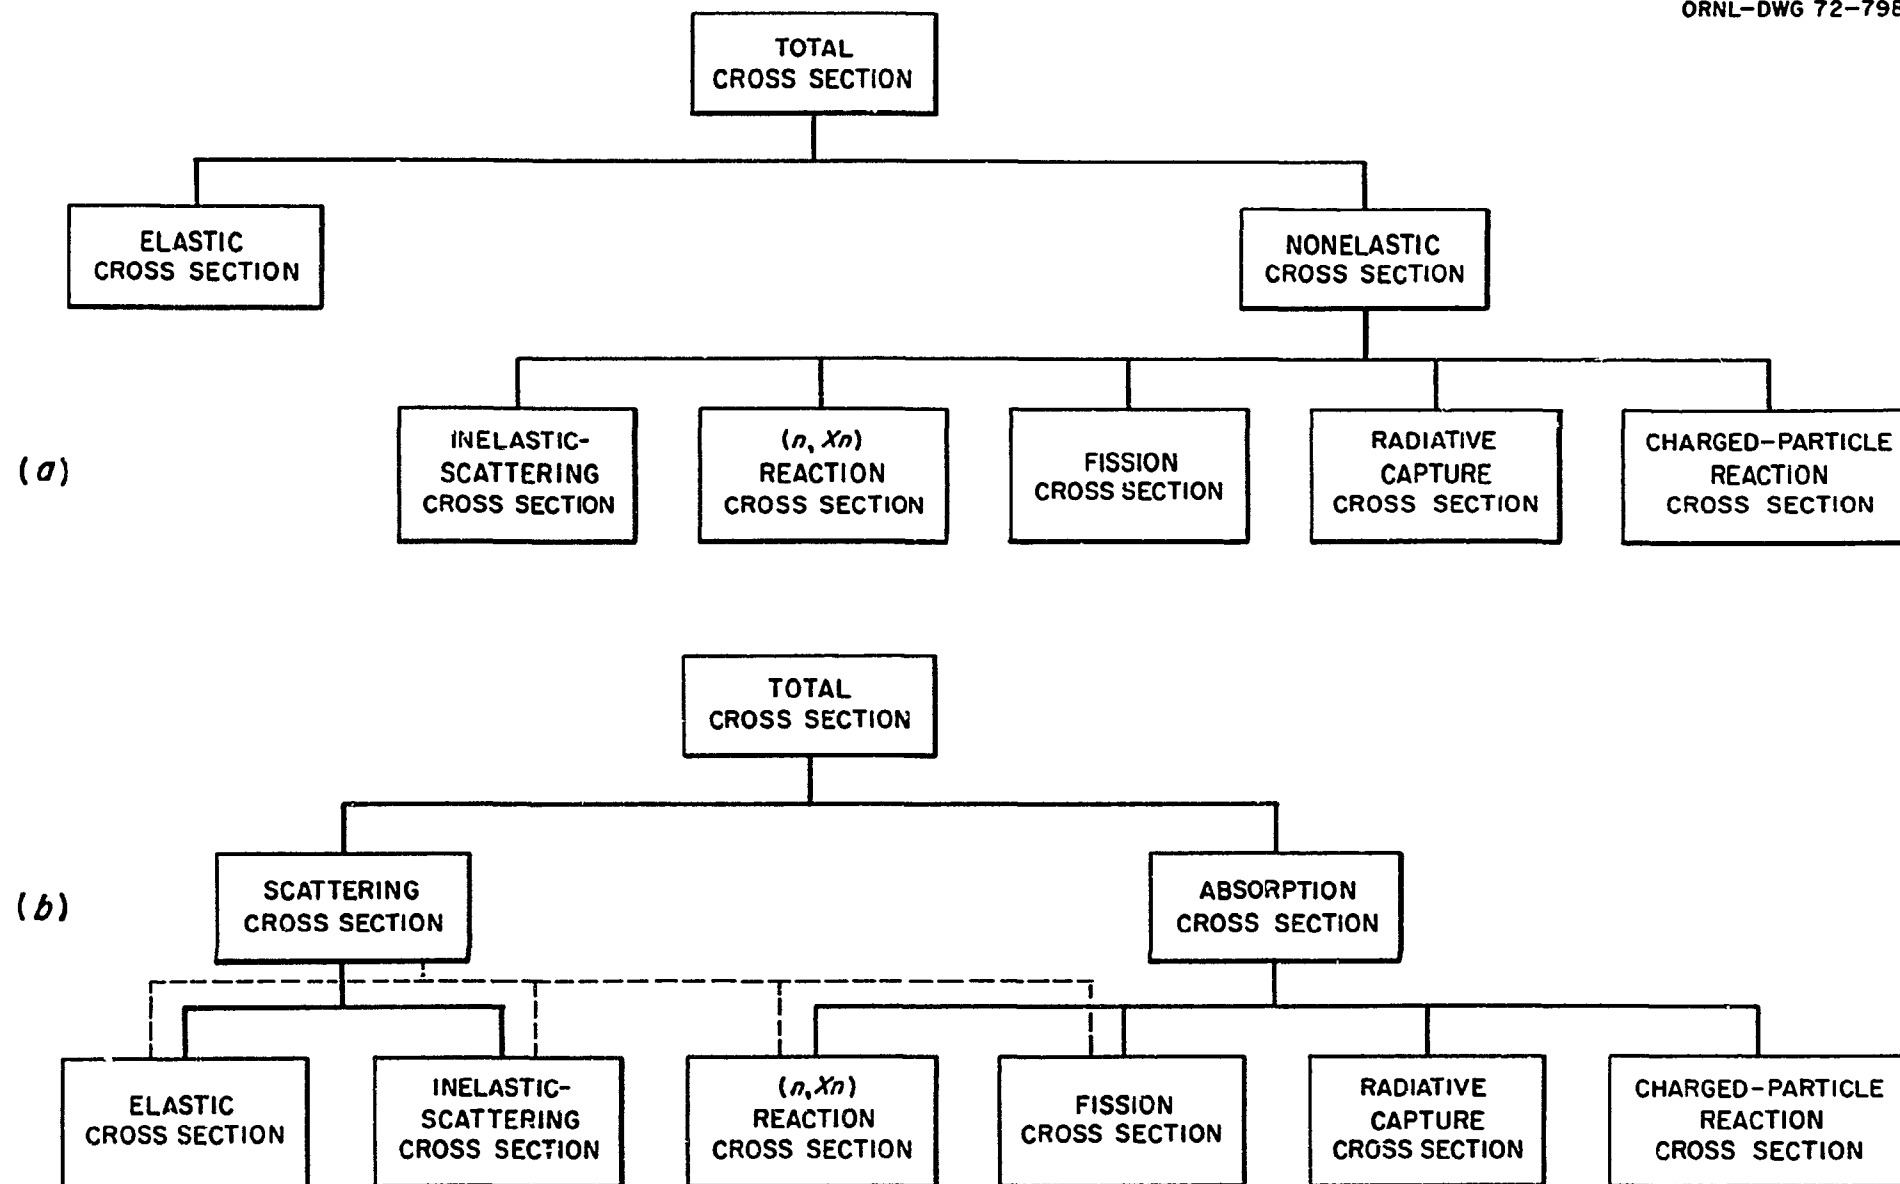 ORNL-DWG 72-798
TOTAL
CROSS SECTION
ELASTIC
CROSS SECTION
NONELASTIC
CROSS SECTION
(a)
INELASTIC-
SCATTERING
CROSS SECTION
(n, Xn)
REACTION
CROSS SECTION
FISSION
CROSS SECTION
RADIATIVE
CAPTURE
CROSS SECTION
CHARGED-PARTICLE
REACTION
CROSS SECTION
TOTAL
CROSS SECTION
(b)
SCATTERING
CROSS SECTION
ABSORPTION
CROSS SECTION
ELASTIC
CROSS SECTION
INELASTIC-
SCATTERING
CROSS SECTION
(n,Xn)
REACTION
CROSS SECTION
FISSION
CROSS SECTION
RADIATIVE
CAPTURE
CROSS SECTION
CHARGED-PARTICLE
REACTION
CROSS SECTION